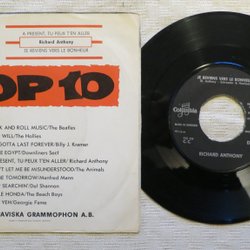 A PRESENT, TU PEUX T'EN ALLER
Richard Anthony
JE REVIENS VERS LE BONHEUR
OP 10
K AND ROLL MUSIC/The Beatles
WILL/The Hollies
GOTTA LAST FOREVER/Billy J. Kramer
EGYPT/Downliners Sect
PRESENT, TU PEUX T'EN ALLER/Richard Anthony
N'T LET ME BE MISUNDERSTOOD/The Animals
ME TOMORROW/Manfred Mann
SEARCHIN'/Del Shannon
LE HONDA/The Beach Boys
YEH/Georgie Fame
AVISKA GRAMMOPHON A.B.
JE REVIENS VERS LE BONHEUR
Columbia
RICHARD ANTHONY